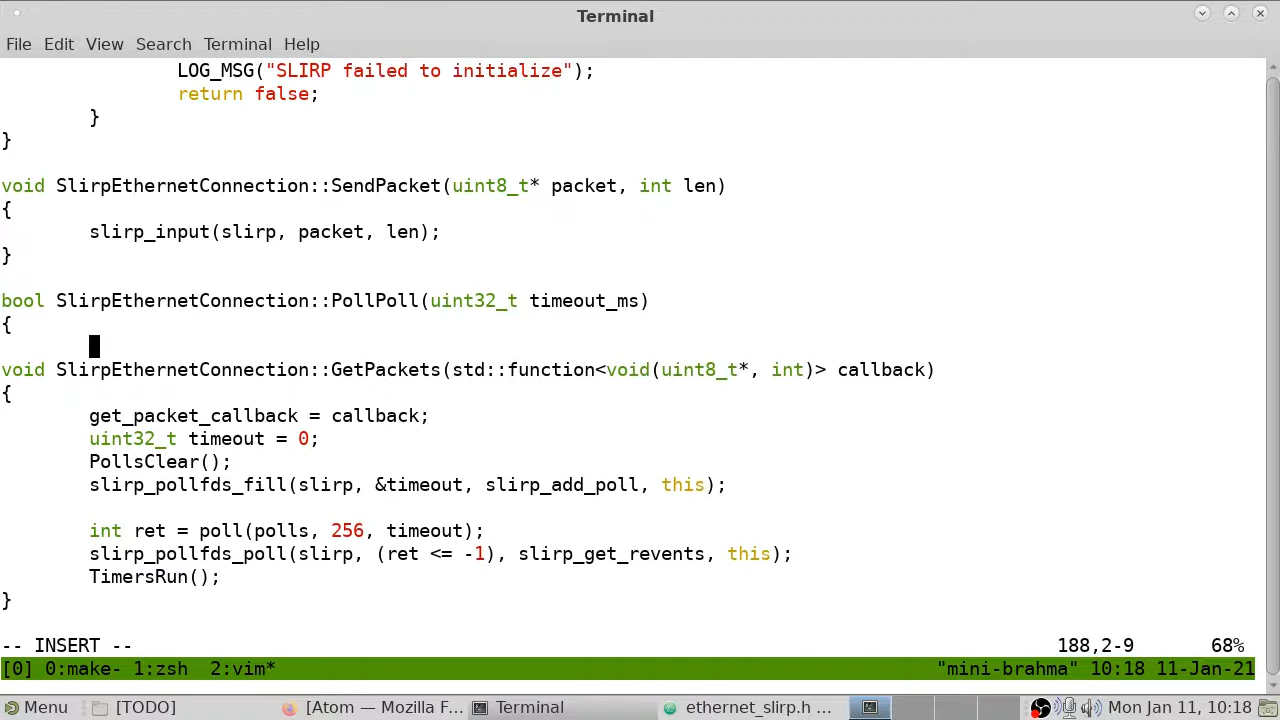 Terminal
File Edit View Search Terminal Help
LOG_MSG("SLIRP failed to initialize");
return false;
}
}
void SlirpEthernetConnection::SendPacket(uint8_t* packet, int len)
{
slirp_input(slirp, packet, len);
}
bool SlirpEthernetConnection::PollPoll(uint32_t timeout_ms)
{
void SlirpEthernetConnection::GetPackets(std::function<void(uint8_t*, int)> callback)
{
get_packet_callback = callback;
uint32_t timeout = 0;
PollsClear();
slirp_pollfds_fill(slirp, &timeout, slirp_add_poll, this);
int ret = poll(polls, 256, timeout);
slirp_pollfds_poll(slirp, (ret <= -1), slirp_get_revents, this);
TimersRun();
}
-- INSERT -- 188,2-9 68%
[0] 0:make- 1:zsh 2:vim* "mini-brahma" 10:18 11-Jan-21
Menu [TODO] [Atom — Mozilla F... Terminal ethernet_slirp.h ... Mon Jan 11, 10:18